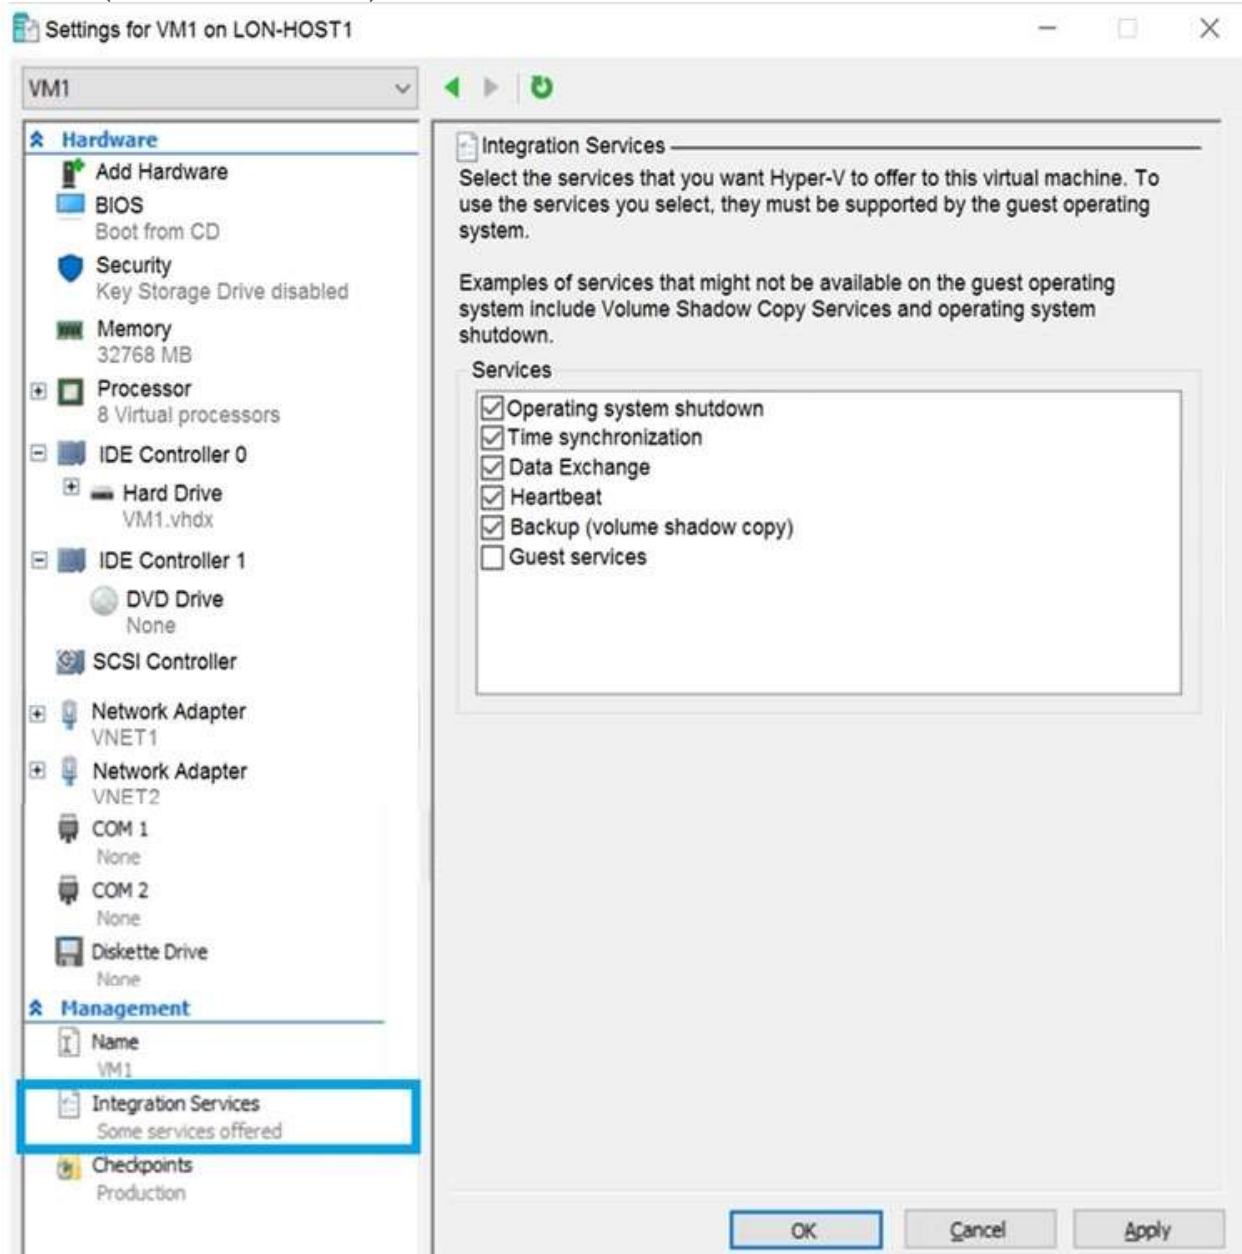 Settings for VM1 on LON-HOST1
VM1
Hardware
Add Hardware
BIOS
Boot from CD
Security
Key Storage Drive disabled
Memory
32768 MB
Processor
8 Virtual processors
IDE Controller 0
Hard Drive
VM1.vhdx
IDE Controller 1
DVD Drive
None
SCSI Controller
Network Adapter
VNET1
Network Adapter
VNET2
COM 1
None
COM 2
None
Diskette Drive
None
Management
Name
VM1
Integration Services
Some services offered
Checkpoints
Production
Integration Services
Select the services that you want Hyper-V to offer to this virtual machine. To
use the services you select, they must be supported by the guest operating
system.
Examples of services that might not be available on the guest operating
system include Volume Shadow Copy Services and operating system
shutdown.
Services
Operating system shutdown
Time synchronization
Data Exchange
Heartbeat
Backup (volume shadow copy)
Guest services
OK
Cancel
Apply